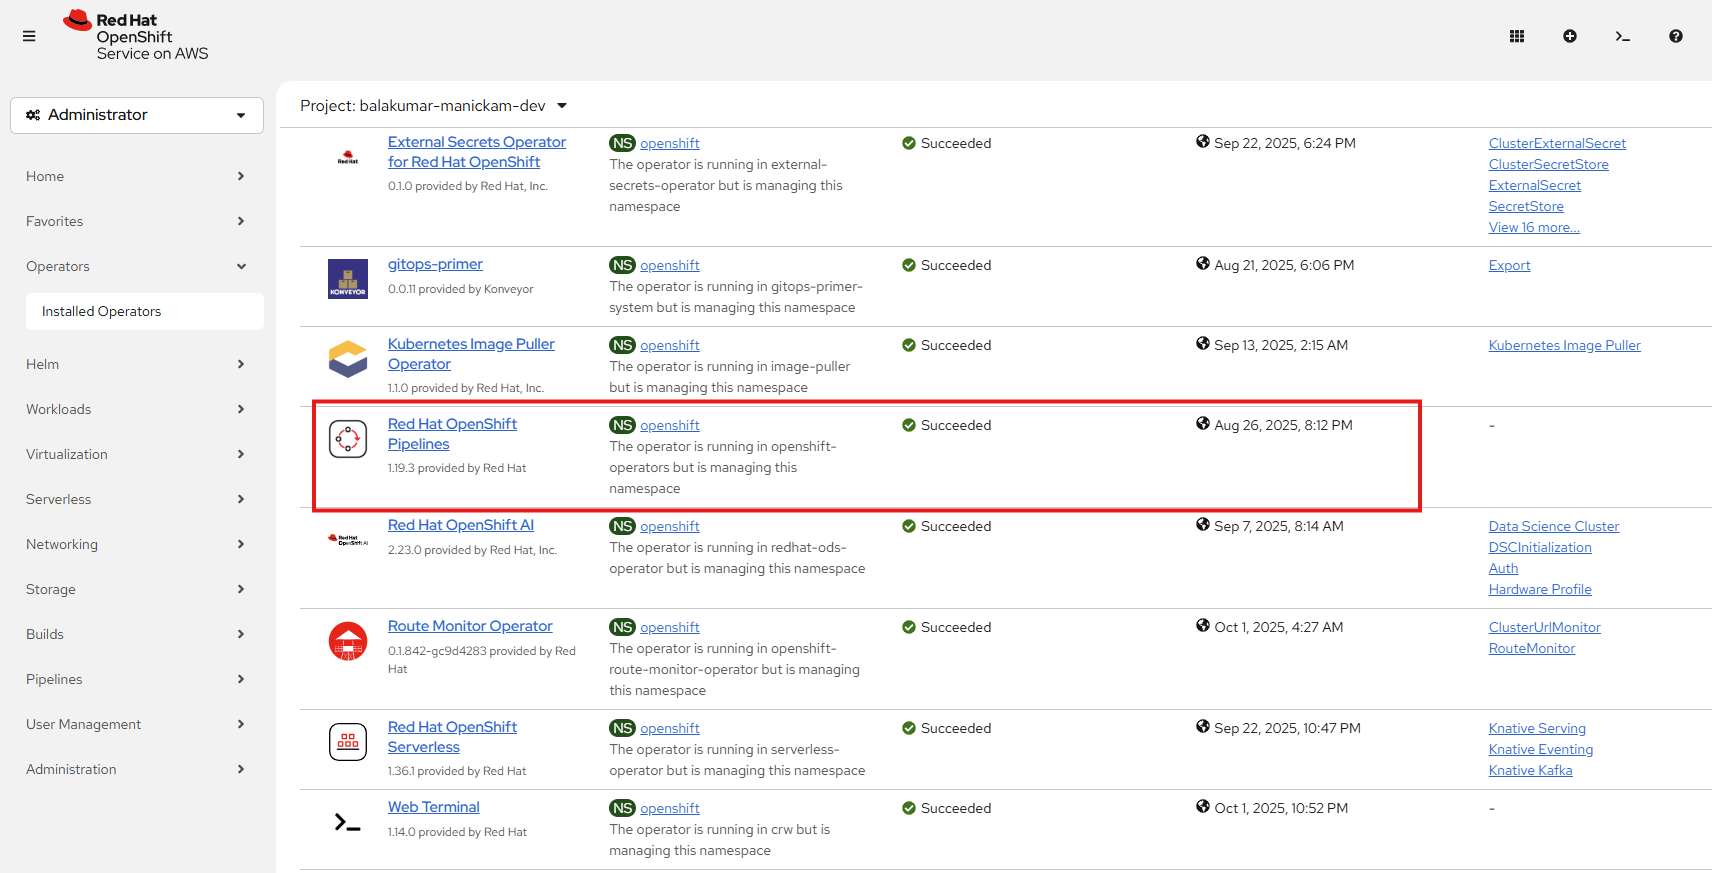 Red Hat
OpenShift
Service on AWS
Administrator
Home
Favorites
Operators
Installed Operators
Helm
Workloads
Virtualization
Serverless
Networking
Storage
Builds
Pipelines
User Management
Administration
Project: balakumar-manickam-dev
Red Hat
External Secrets Operator
for Red Hat OpenShift
0.1.0 provided by Red Hat, Inc.
NS openshift
The operator is running in external-
secrets-operator but is managing this
namespace
Succeeded
Sep 22, 2025, 6:24 PM
ClusterExternalSecret
ClusterSecretStore
ExternalSecret
SecretStore
View 16 more...
KONVEYOR
gitops-primer
0.0.11 provided by Konveyor
NS openshift
The operator is running in gitops-primer-
system but is managing this namespace
Succeeded
Aug 21, 2025, 6:06 PM
Export
Kubernetes Image Puller
Operator
1.1.0 provided by Red Hat, Inc.
NS openshift
The operator is running in image-puller
but is managing this namespace
Succeeded
Sep 13, 2025, 2:15 AM
Kubernetes Image Puller
Red Hat OpenShift
Pipelines
1.19.3 provided by Red Hat
NS openshift
The operator is running in openshift-
operators but is managing this
namespace
Succeeded
Aug 26, 2025, 8:12 PM
-
Red Hat
OpenShift AI
Red Hat OpenShift AI
2.23.0 provided by Red Hat, Inc.
NS openshift
The operator is running in redhat-ods-
operator but is managing this namespace
Succeeded
Sep 7, 2025, 8:14 AM
Data Science Cluster
DSCInitialization
Auth
Hardware Profile
Route Monitor Operator
0.1.842-gc9d4283 provided by Red
Hat
NS openshift
The operator is running in openshift-
route-monitor-operator but is managing
this namespace
Succeeded
Oct 1, 2025, 4:27 AM
ClusterUrlMonitor
RouteMonitor
Red Hat OpenShift
Serverless
1.36.1 provided by Red Hat
NS openshift
The operator is running in serverless-
operator but is managing this namespace
Succeeded
Sep 22, 2025, 10:47 PM
Knative Serving
Knative Eventing
Knative Kafka
Web Terminal
1.14.0 provided by Red Hat
NS openshift
The operator is running in crw but is
managing this namespace
Succeeded
Oct 1, 2025, 10:52 PM
-